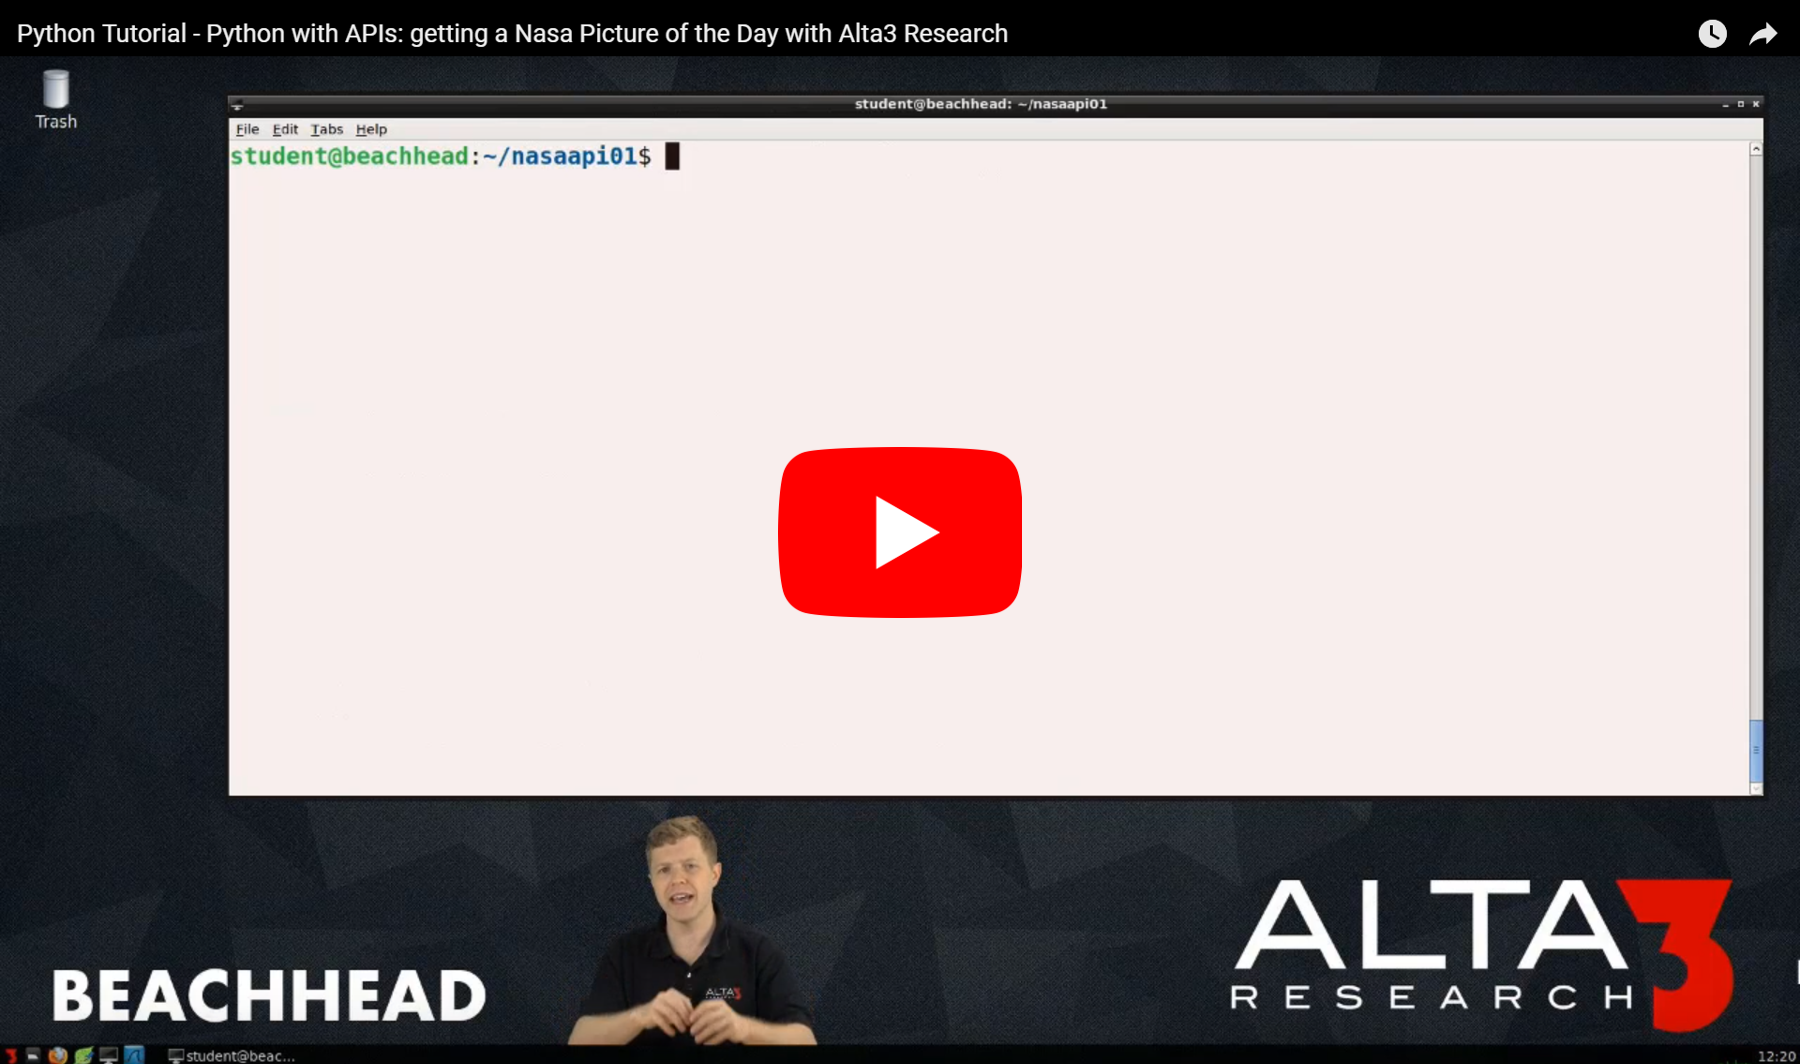 Python Tutorial - Python with APIs: getting a Nasa Picture of the Day with Alta3 Research
Trash
student@beachhead: ~/nasaapi01
File Edit Tabs Help
student@beachhead:~/nasaapi01$
ALTA3
RESEARCH
BEACHHEAD
ALTA3
student@beac...
12:20